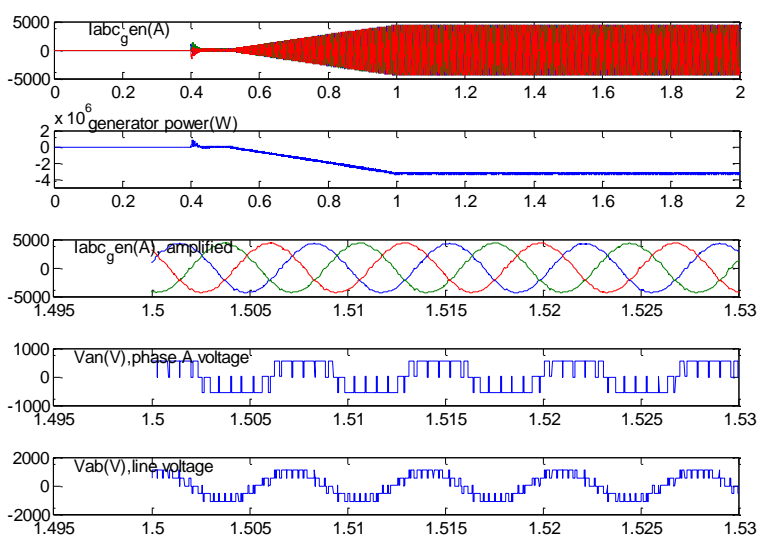 5000
Iabc_gen(A)
0
-5000
0 0.2 0.4 0.6 0.8 1 1.2 1.4 1.6 1.8 2
x 10^6
generator power(W)
2
0
-2
-4
0 0.2 0.4 0.6 0.8 1 1.2 1.4 1.6 1.8 2
5000
Iabc_gen(A), amplified
0
-5000
1.495 1.5 1.505 1.51 1.515 1.52 1.525 1.53
1000
Van(V),phase A voltage
0
-1000
1.495 1.5 1.505 1.51 1.515 1.52 1.525 1.53
2000
Vab(V),line voltage
0
-2000
1.495 1.5 1.505 1.51 1.515 1.52 1.525 1.53